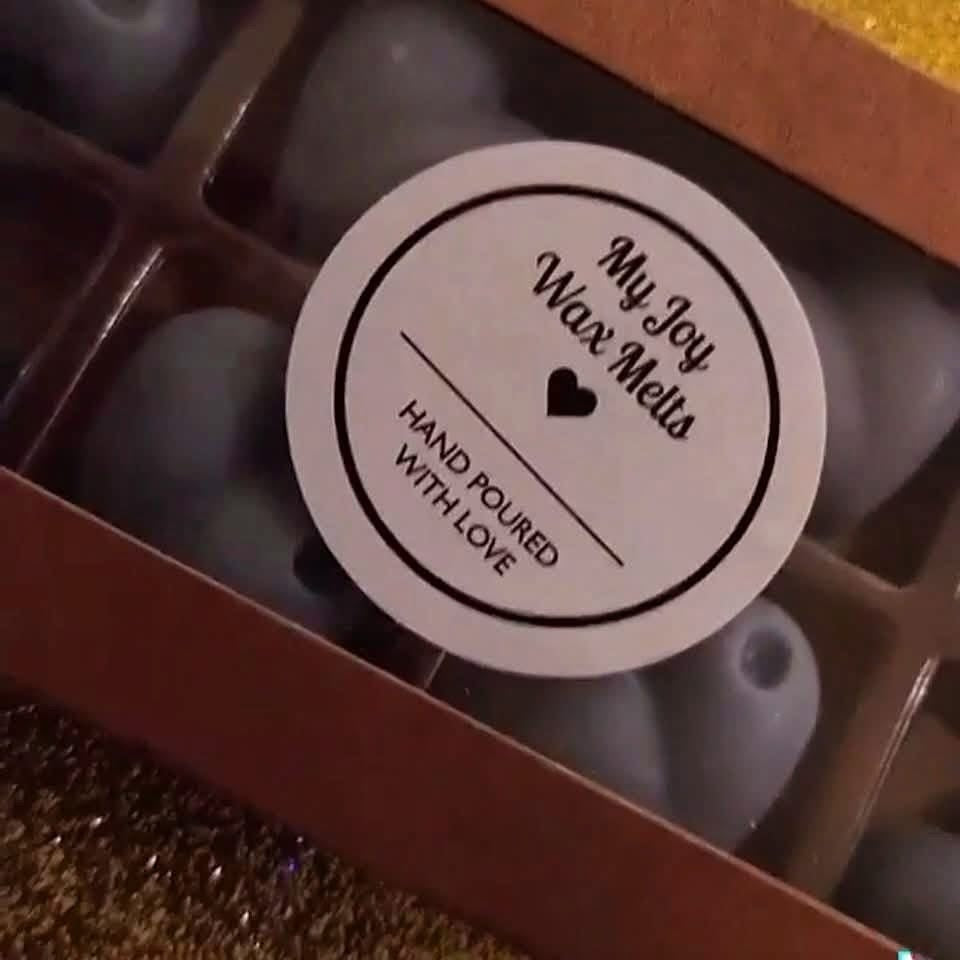 My Joy
Wax Melts
HAND POURED
WITH LOVE